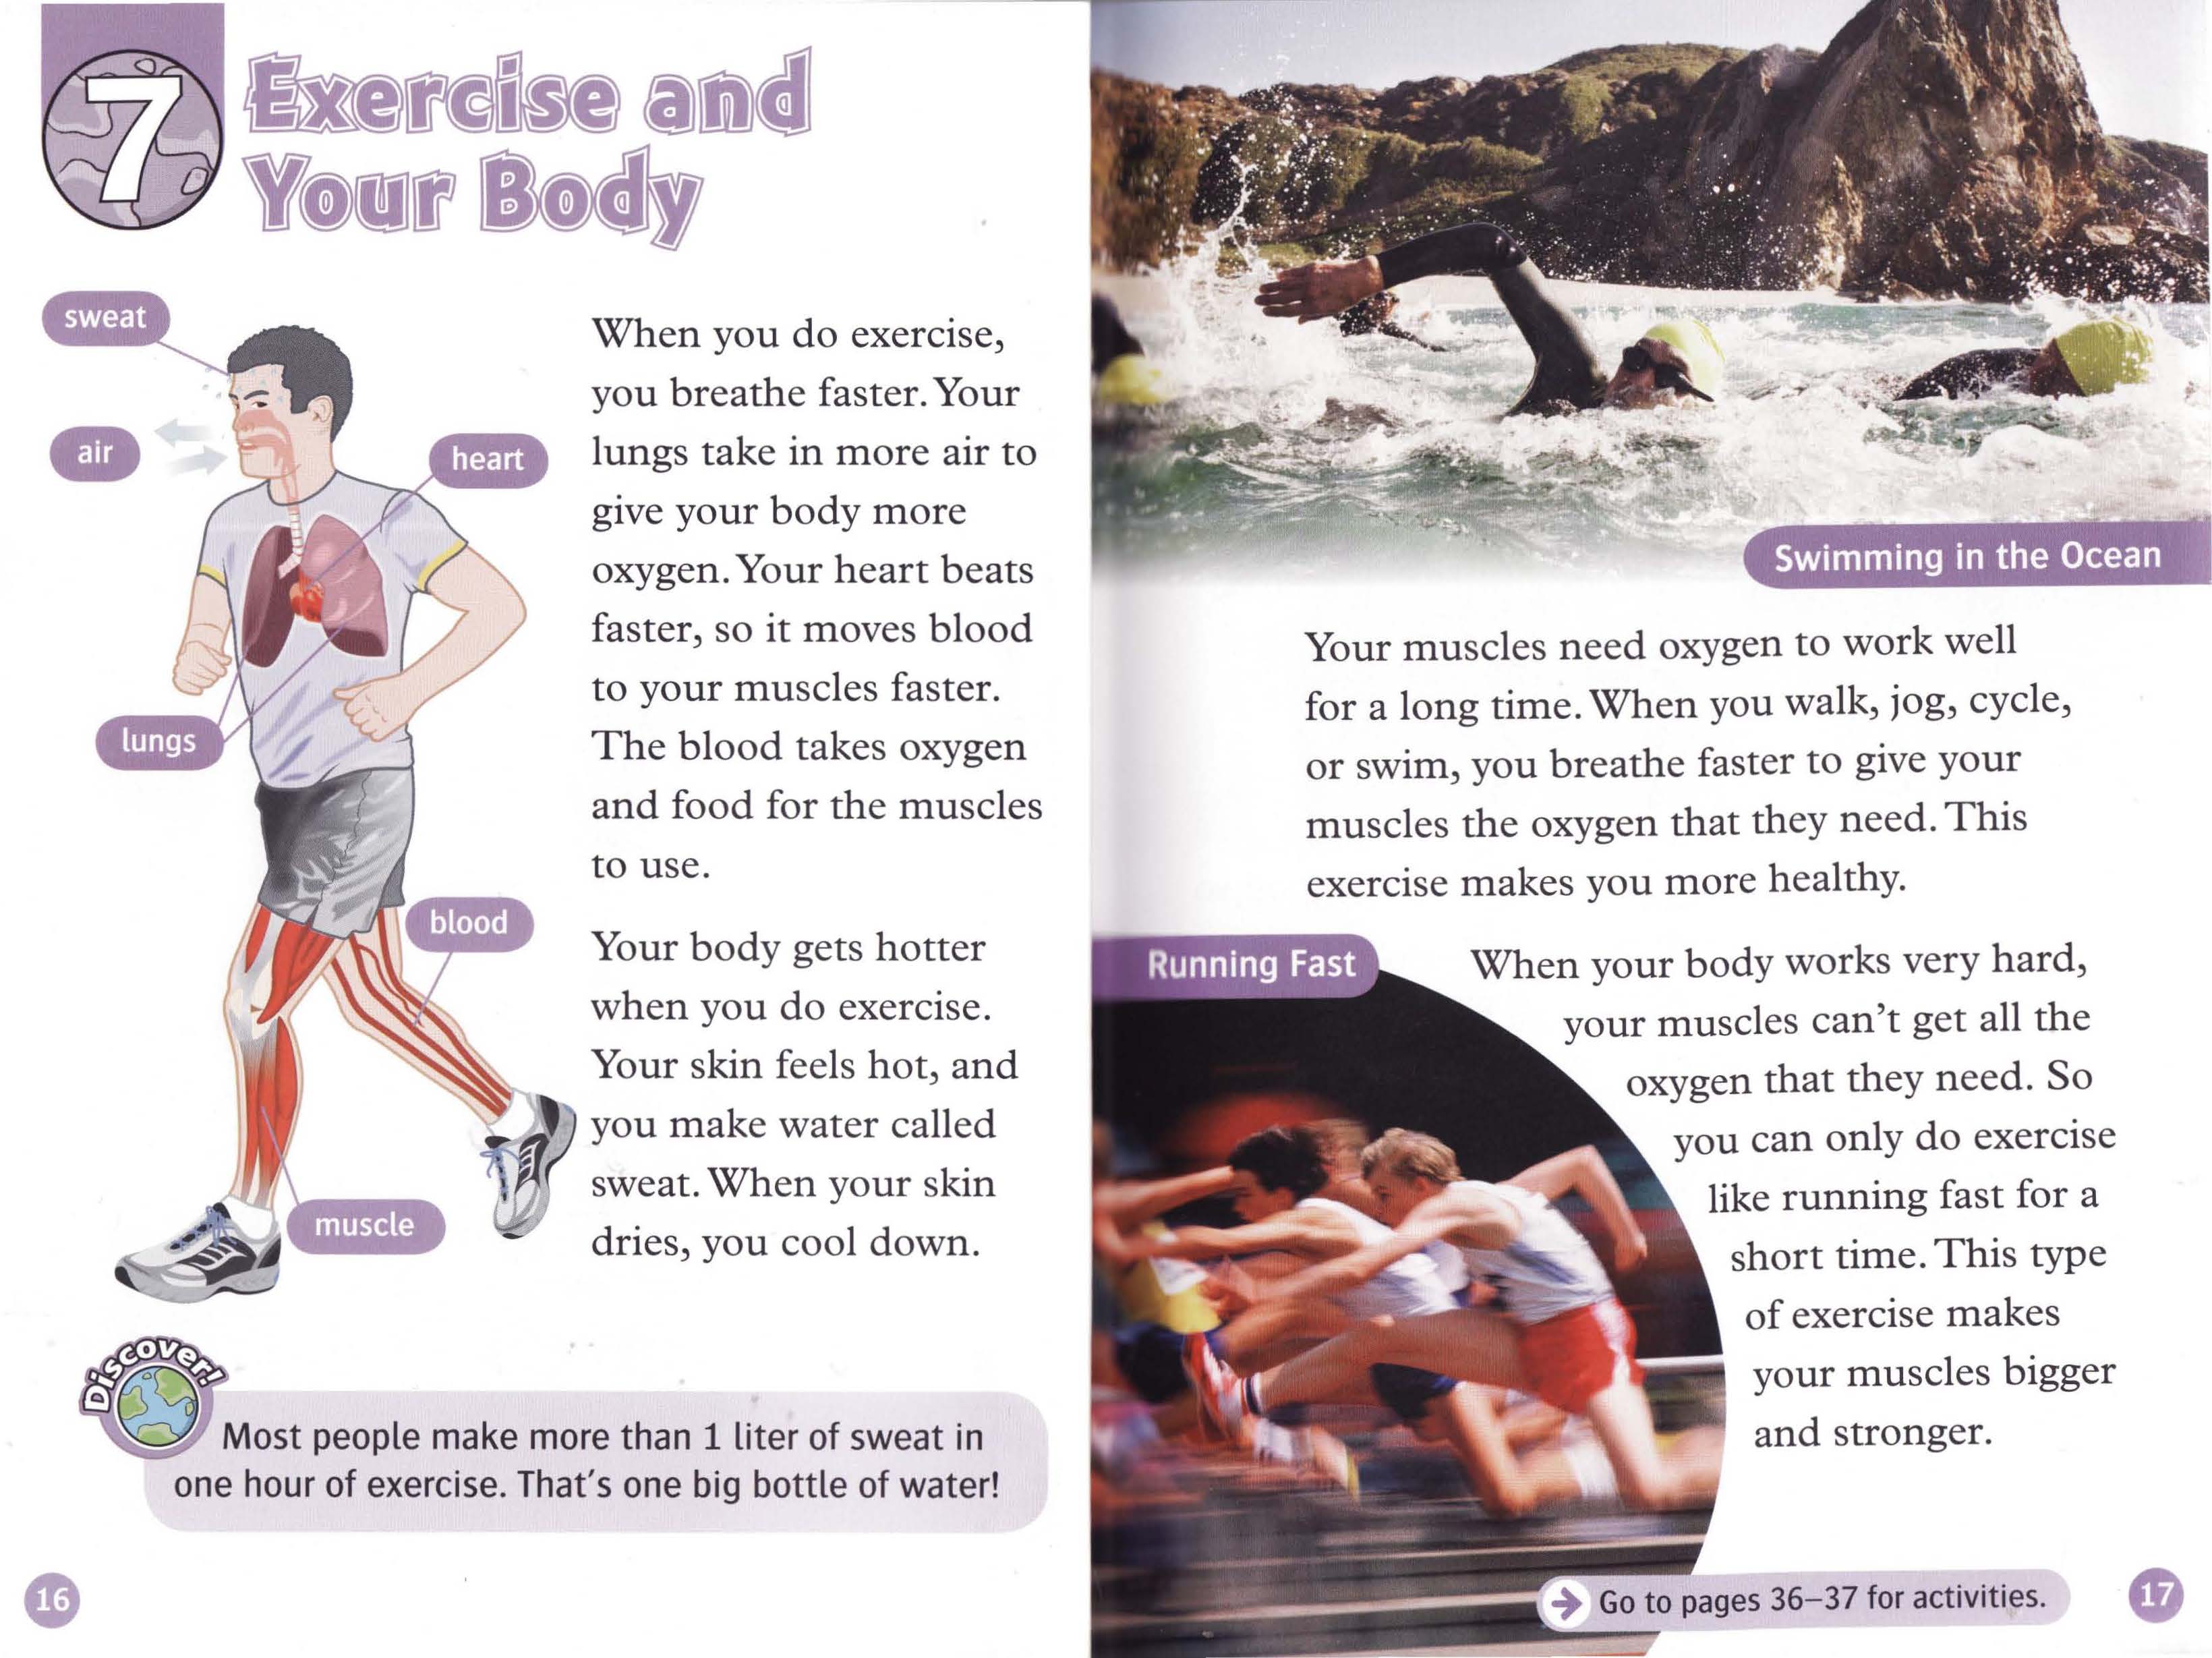 7
Exercise and
Your Body
sweat
air
heart
lungs
blood
muscle
When you do exercise,
you breathe faster. Your
lungs take in more air to
give your body more
oxygen. Your heart beats
faster, so it moves blood
to your muscles faster.
The blood takes oxygen
and food for the muscles
to use.
Your body gets hotter
when you do exercise.
Your skin feels hot, and
you make water called
sweat. When your skin
dries, you cool down.
Discover!
Most people make more than 1 liter of sweat in
one hour of exercise. That's one big bottle of water!
16
Swimming in the Ocean
Your muscles need oxygen to work well
for a long time. When you walk, jog, cycle,
or swim, you breathe faster to give your
muscles the oxygen that they need. This
exercise makes you more healthy.
Running Fast
When your body works very hard,
your muscles can't get all the
oxygen that they need. So
you can only do exercise
like running fast for a
short time. This type
of exercise makes
your muscles bigger
and stronger.
Go to pages 36–37 for activities.
17